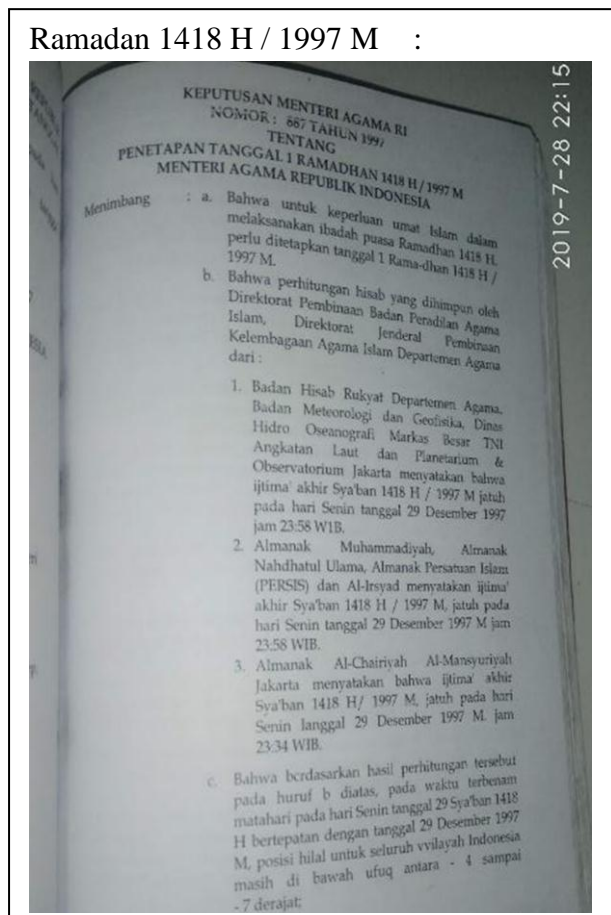 Ramadan 1418 H / 1997 M :
2019-7-28 22:15
KEPUTUSAN MENTERI AGAMA RI
NOMOR : 887 TAHUN 1997
TENTANG
PENETAPAN TANGGAL 1 RAMADHAN 1418 H / 1997 M
MENTERI AGAMA REPUBLIK INDONESIA
Menimbang : a. Bahwa untuk keperluan umat Islam dalam
melaksanakan ibadah puasa Ramadhan 1418 H,
perlu ditetapkan tanggal 1 Rama-dhan 1418 H /
1997 M.
b. Bahwa perhitungan hisab yang dihimpun oleh
Direktorat Pembinaan Badan Peradilan Agama
Islam, Direktorat Jenderal Pembinaan
Kelembagaan Agama Islam Departemen Agama
dari :
1. Badan Hisab Rukyat Departemen Agama,
Badan Meteorologi dan Geofisika, Dinas
Hidro Oseanografi Markas Besar TNI
Angkatan Laut dan Planetarium &
Observatorium Jakarta menyatakan bahwa
ijtima' akhir Sya'ban 1418 H / 1997 M jatuh
pada hari Senin tanggal 29 Desember 1997
jam 23:58 W1B.
2. Almanak Muhammadiyah, Almanak
Nahdhatul Ulama, Almanak Persatuan Islam
(PERSIS) dan Al-Irsyad menyatakan ijtima'
akhir Sya'ban 1418 H / 1997 M, jatuh pada
hari Senin tanggal 29 Desember 1997 M jam
23:58 WIB.
3. Almanak Al-Chairiyah Al-Mansyuriyah
Jakarta menyatakan bahwa ijtima' akhir
Sya'ban 1418 H/ 1997 M, jatuh pada hari
Senin langgal 29 Desember 1997 M. jam
23:34 WIB.
c. Bahwa bcrdasarkan hasil perhitungan tersebut
pada huruf b diatas, pada waktu terbenam
matahari pada hari Senin tanggal 29 Sya'ban 1418
H bertepatan dengan tanggal 29 Desember 1997
M, posisi hilal untuk seluruh vvilayah Indonesia
masih di bawah ufuq antara - 4 sampai
- 7 derajat;